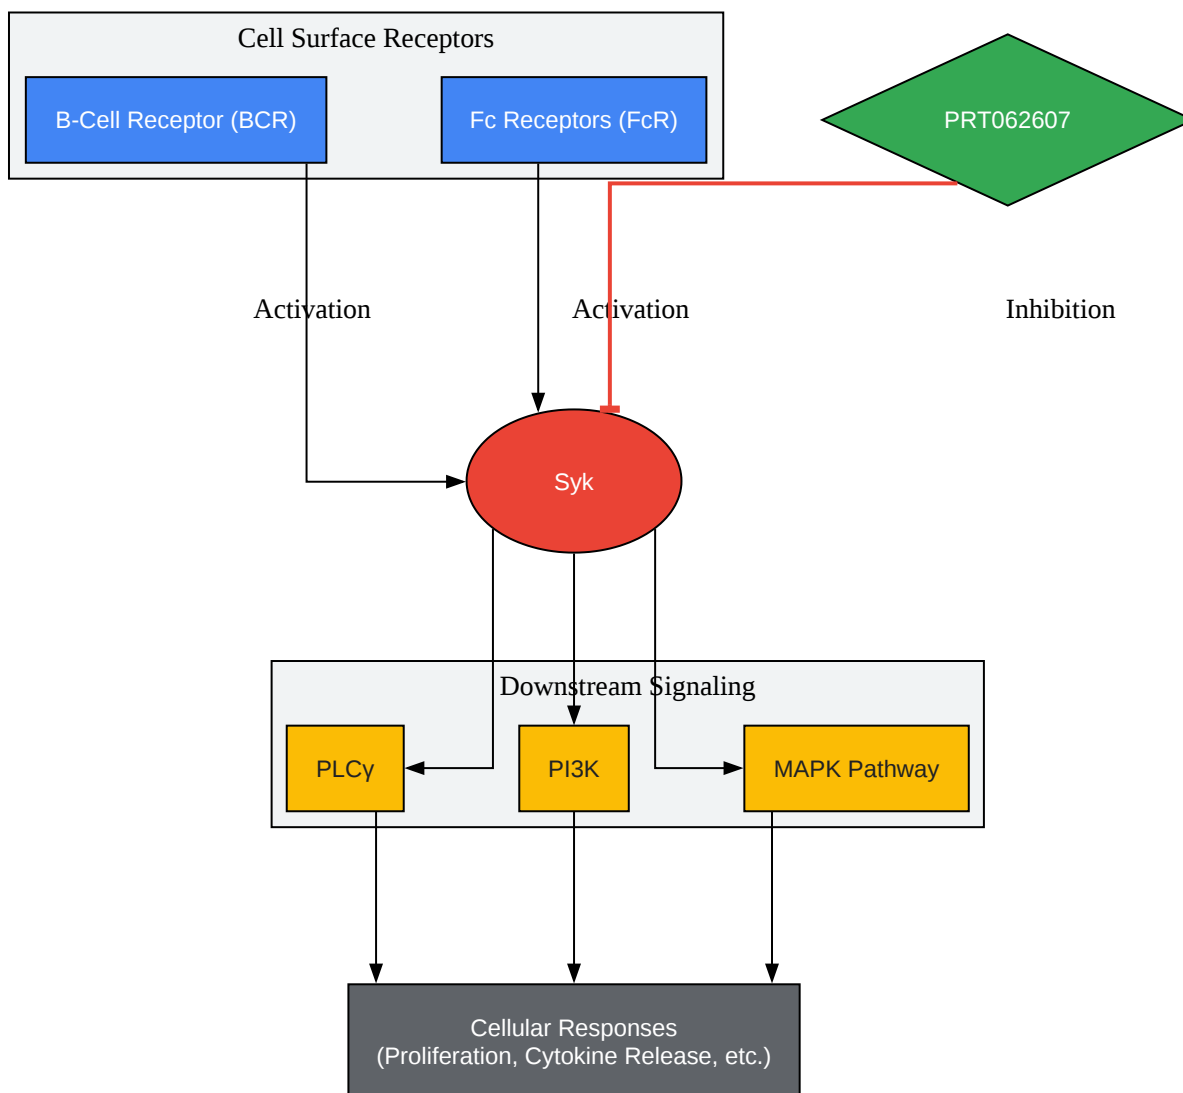 Cell Surface Receptors
B-Cell Receptor (BCR)
Fc Receptors (FcR)
PRT062607
Activation
Activation
Inhibition
Syk
Downstream Signaling
PLCγ
PI3K
MAPK Pathway
Cellular Responses
(Proliferation, Cytokine Release, etc.)